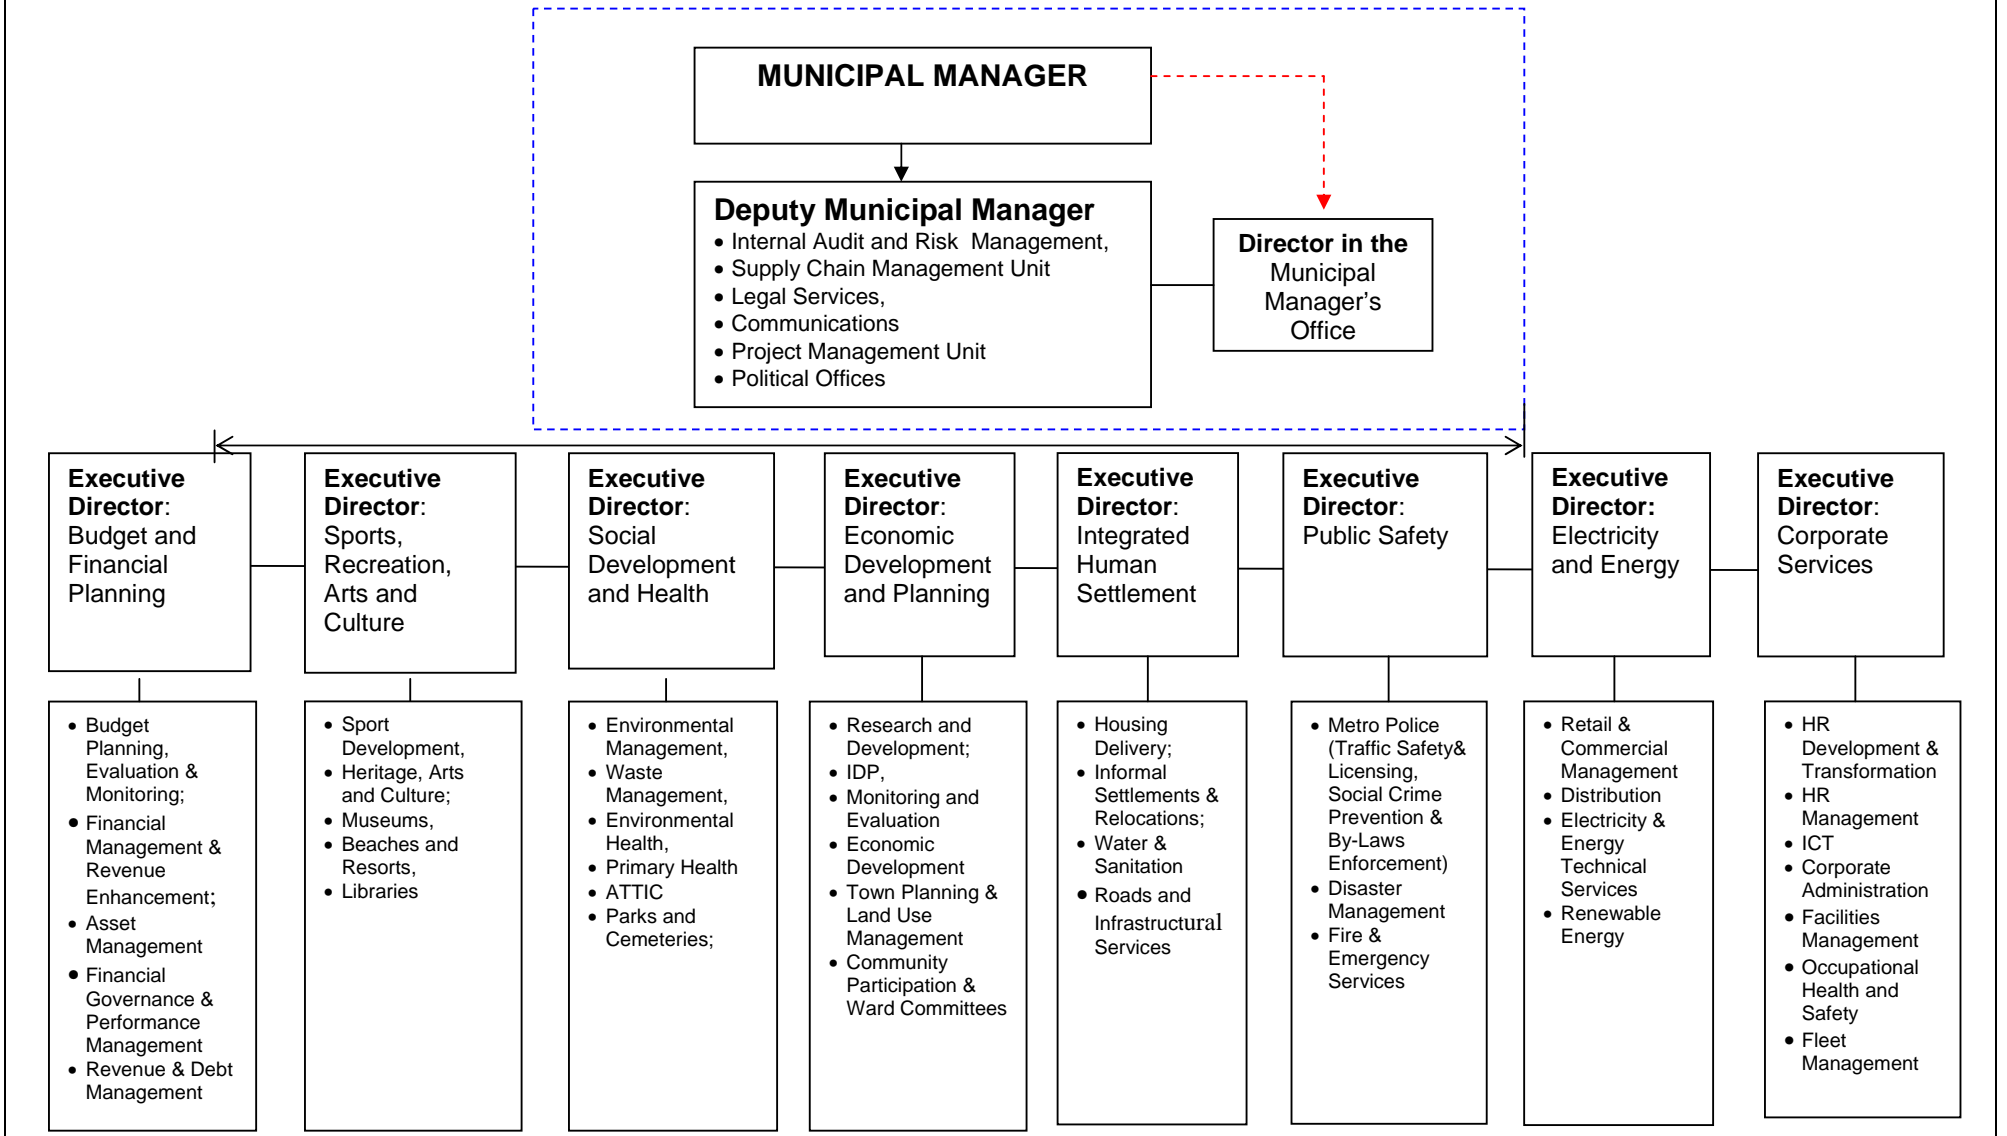 MUNICIPAL MANAGER
Deputy Municipal Manager
• Internal Audit and Risk  Management,
• Supply Chain Management Unit
• Legal Services,
• Communications
• Project Management Unit
• Political Offices
Director in the
Municipal
Manager’s
Office
Executive
Director:
Budget and
Financial
Planning
Executive
Director:
Sports,
Recreation,
Arts and
Culture
Executive
Director:
Social
Development
and Health
Executive
Director:
Economic
Development
and Planning
Executive
Director:
Integrated
Human
Settlement
Executive
Director:
Public Safety
Executive
Director:
Electricity
and Energy
Executive
Director:
Corporate
Services
• Budget
Planning,
Evaluation &
Monitoring;
• Financial
Management &
Revenue
Enhancement;
• Asset
Management
• Financial
Governance &
Performance
Management
• Revenue & Debt
Management
• Sport
Development,
• Heritage, Arts
and Culture;
• Museums,
• Beaches and
Resorts,
• Libraries
• Environmental
Management,
• Waste
Management,
• Environmental
Health,
• Primary Health
• ATTIC
• Parks and
Cemeteries;
• Research and
Development;
• IDP,
• Monitoring and
Evaluation
• Economic
Development
• Town Planning &
Land Use
Management
• Community
Participation &
Ward Committees
• Housing
Delivery;
• Informal
Settlements &
Relocations;
• Water &
Sanitation
• Roads and
Infrastructural
Services
• Metro Police
(Traffic Safety&
Licensing,
Social Crime
Prevention &
By-Laws
Enforcement)
• Disaster
Management
• Fire &
Emergency
Services
• Retail &
Commercial
Management
• Distribution
• Electricity &
Energy
Technical
Services
• Renewable
Energy
• HR
Development &
Transformation
• HR
Management
• ICT
• Corporate
Administration
• Facilities
Management
• Occupational
Health and
Safety
• Fleet
Management